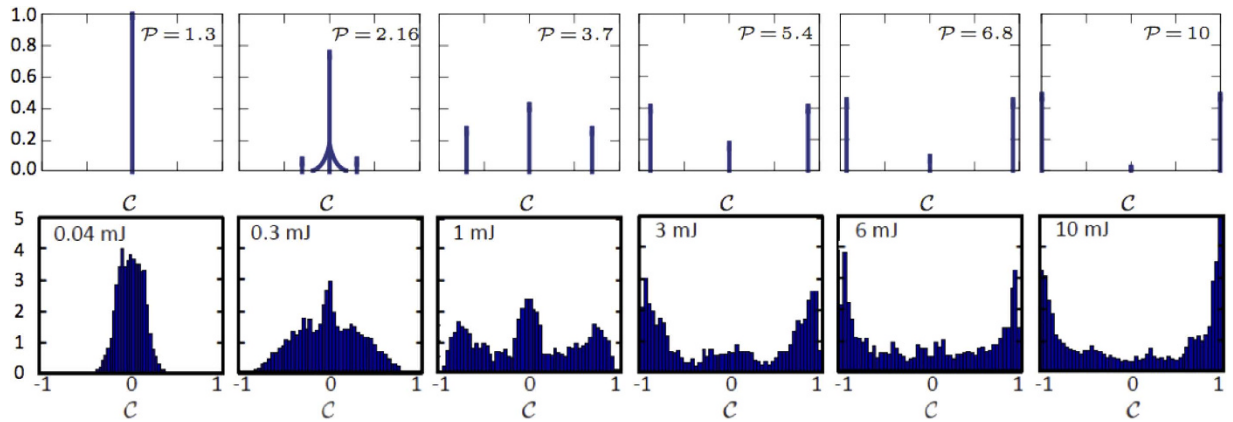 1.0 0.8 0.6 0.4 0.2 0.0
𝒫 = 1.3 𝒫 = 2.16 𝒫 = 3.7 𝒫 = 5.4 𝒫 = 6.8 𝒫 = 10
𝒞 𝒞 𝒞 𝒞 𝒞 𝒞
5 4 3 2 1 0
0.04 mJ 0.3 mJ 1 mJ 3 mJ 6 mJ 10 mJ
-1 0 1 -1 0 1 -1 0 1 -1 0 1 -1 0 1 -1 0 1
𝒞 𝒞 𝒞 𝒞 𝒞 𝒞